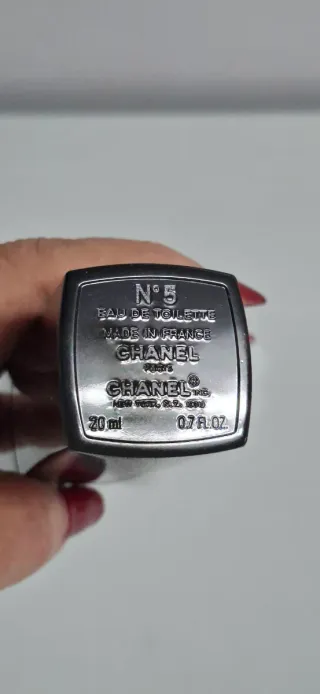 N° 5
EAU DE TOILETTE
MADE IN FRANCE
CHANEL
PARIS
CHANEL® INC.
NEW YORK, N.Y. 10019
20 ml 0.7 FL. OZ.